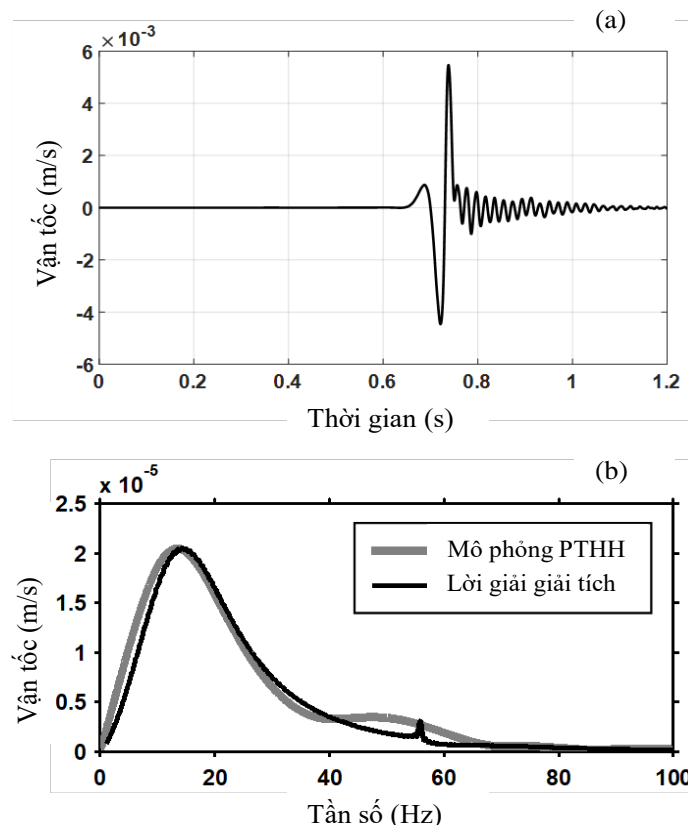 (a)
×10-3
6
4
2
0
-2
-4
-6
Vận tốc (m/s)
0 0.2 0.4 0.6 0.8 1 1.2
Thời gian (s)
(b)
x 10-5
2.5
2
1.5
1
0.5
0
Vận tốc (m/s)
Mô phỏng PTHH
Lời giải giải tích
0 20 40 60 80 100
Tần số (Hz)